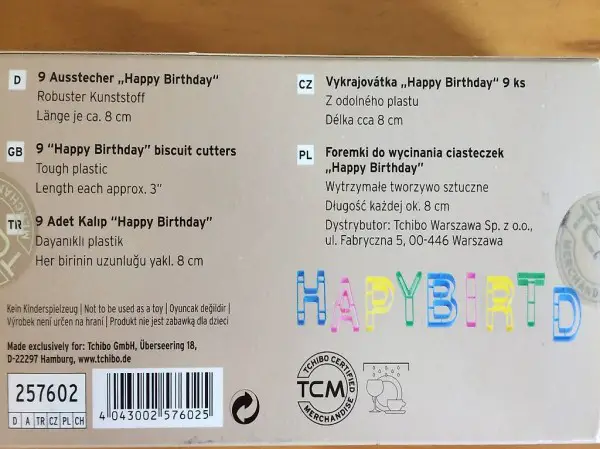 D 9 Ausstecher „Happy Birthday“
Robuster Kunststoff
Länge je ca. 8 cm
GB 9 “Happy Birthday” biscuit cutters
Tough plastic
Length each approx. 3”
TR 9 Adet Kalıp “Happy Birthday”
Dayanıklı plastik
Her birinin uzunluğu yakl. 8 cm
CZ Vykrajovátka „Happy Birthday“ 9 ks
Z odolného plastu
Délka cca 8 cm
PL Foremki do wycinania ciasteczek
„Happy Birthday”
Wytrzymałe tworzywo sztuczne
Długość każdej ok. 8 cm
Dystrybutor: Tchibo Warszawa Sp. z o.o.,
ul. Fabryczna 5, 00-446 Warszawa
HAPYBIRTD
Kein Kinderspielzeug | Not to be used as a toy | Oyuncak değildir |
Výrobek není určen na hraní | Produkt nie jest zabawką dla dzieci
Made exclusively for: Tchibo GmbH, Überseering 18,
D-22297 Hamburg, www.tchibo.de
257602
D A TR CZ PL CH
4 043002 576025
TCHIBO CERTIFIED
TCM
MERCHANDISE